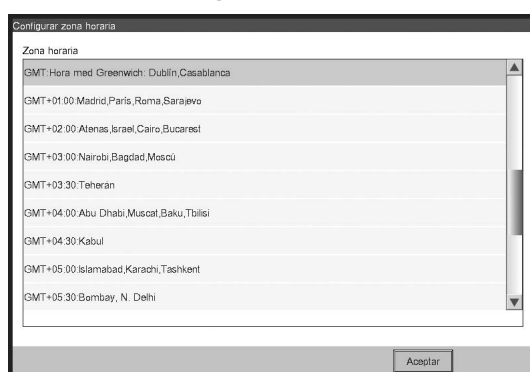 Configurar zona horaria
Zona horaria
GMT:Hora med Greenwich: Dublín,Casablanca
GMT+01:00:Madrid,París,Roma,Sarajevo
GMT+02:00:Atenas,Israel,Cairo,Bucarest
GMT+03:00:Nairobi,Bagdad,Moscú
GMT+03:30:Teherán
GMT+04:00:Abu Dhabi,Muscat,Baku,Tbilisi
GMT+04:30:Kabul
GMT+05:00:Islamabad,Karachi,Tashkent
GMT+05:30:Bombay, N. Delhi
Aceptar